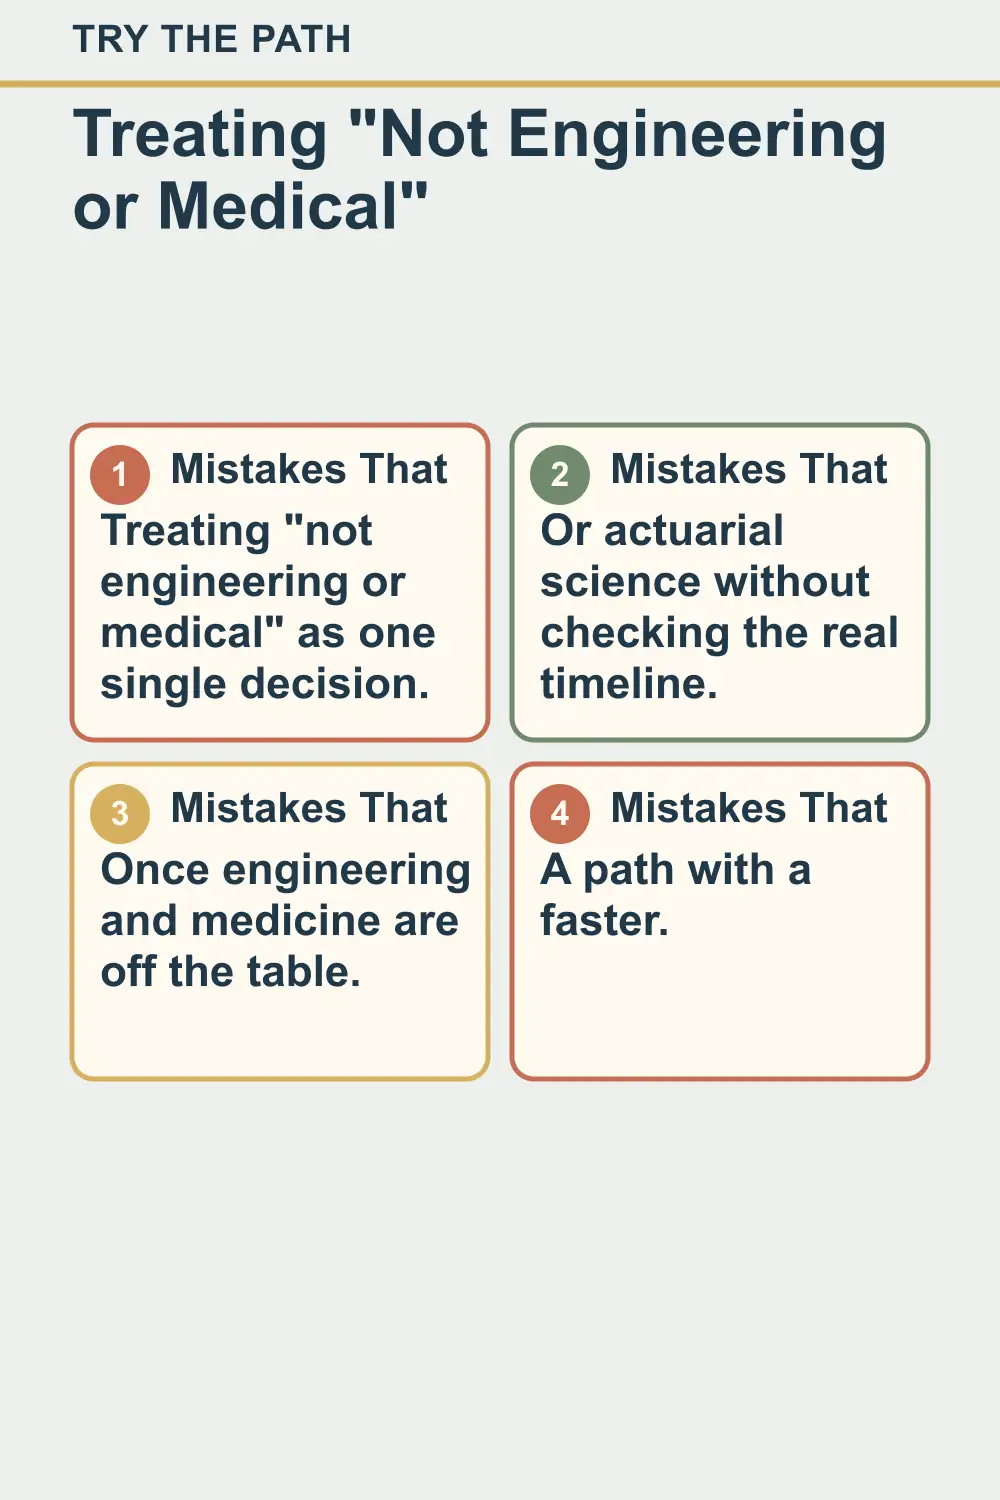 TRY THE PATH
Treating "Not Engineering
or Medical"
1 Mistakes That
Treating "not
engineering or
medical" as one
single decision.
2 Mistakes That
Or actuarial
science without
checking the real
timeline.
3 Mistakes That
Once engineering
and medicine are
off the table.
4 Mistakes That
A path with a
faster.